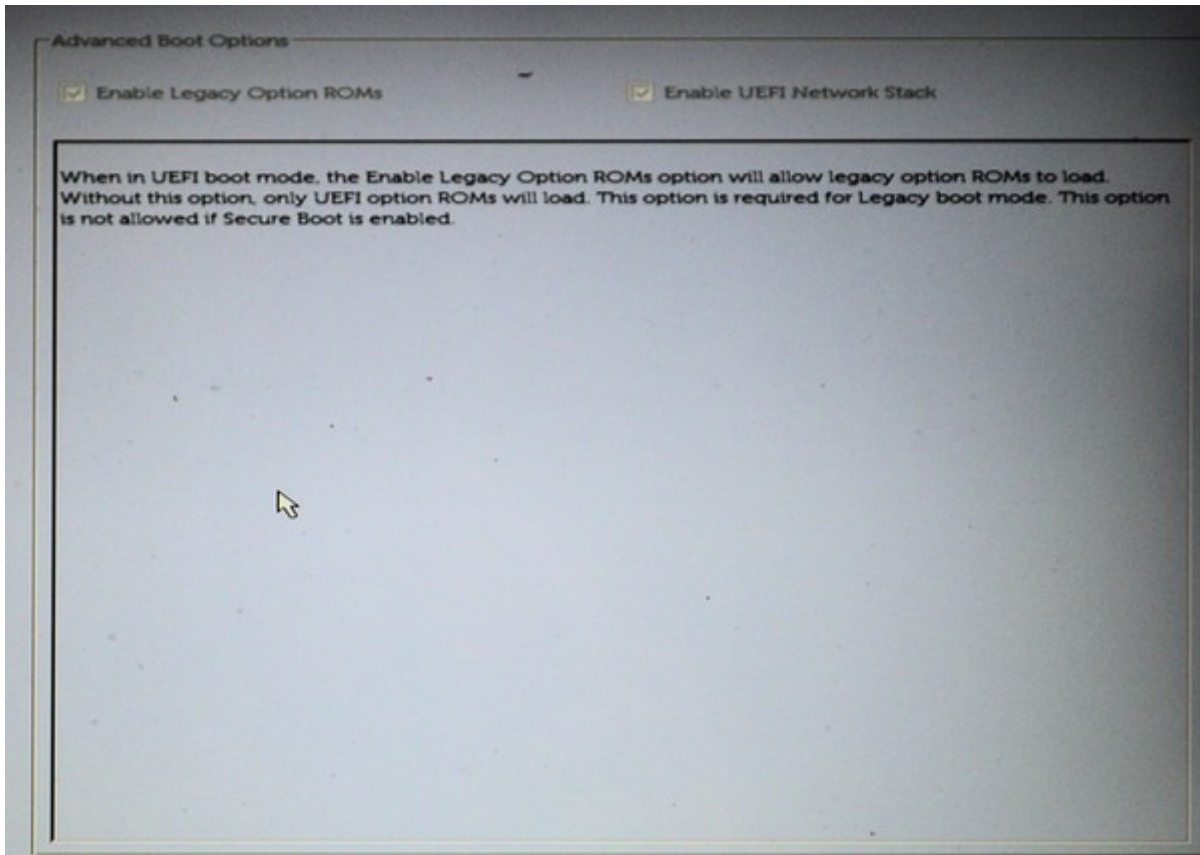 Advanced Boot Options
Enable Legacy Option ROMs
Enable UEFI Network Stack
When in UEFI boot mode, the Enable Legacy Option ROMs option will allow legacy option ROMs to load.
Without this option, only UEFI option ROMs will load. This option is required for Legacy boot mode. This option
is not allowed if Secure Boot is enabled.